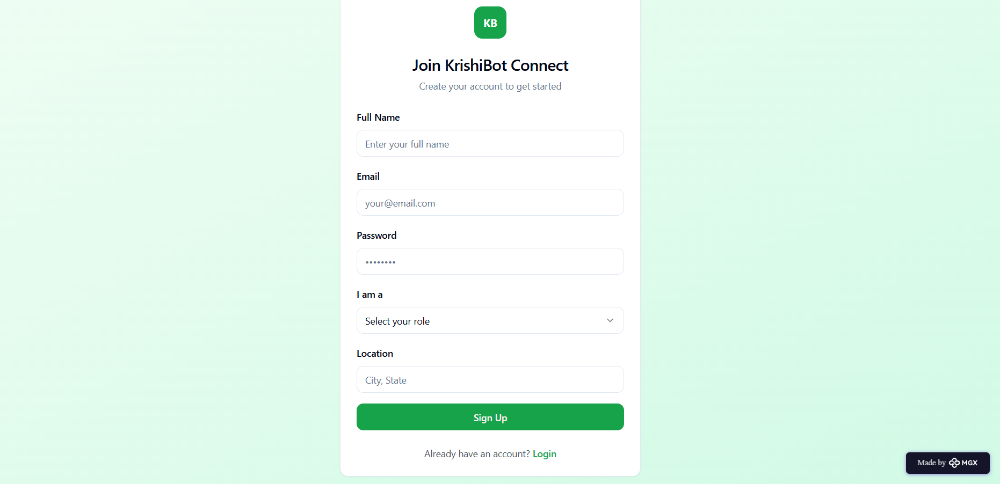 KB
Join KrishiBot Connect
Create your account to get started
Full Name
Enter your full name
Email
your@email.com
Password
••••••••
I am a
Select your role
Location
City, State
Sign Up
Already have an account? Login
Made by MGX